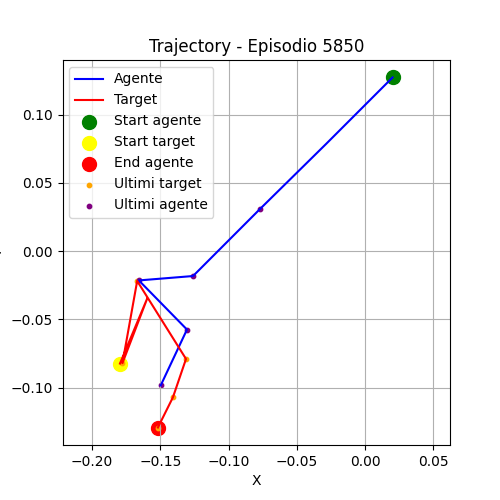 Trajectory - Episodio 5850
Agente
Target
Start agente
Start target
End agente
Ultimi target
Ultimi agente
0.10
0.05
0.00
−0.05
−0.10
−0.20
−0.15
−0.10
−0.05
0.00
0.05
X